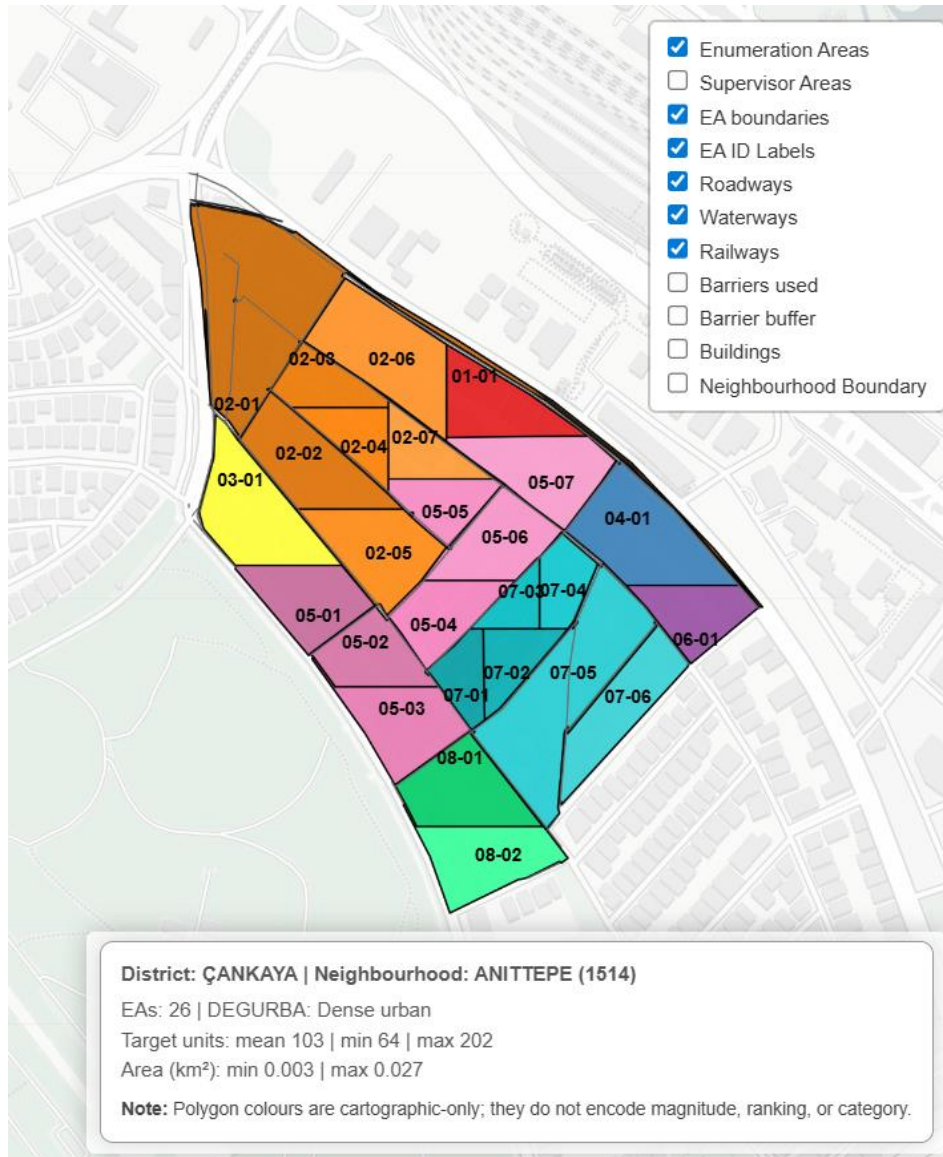 Enumeration Areas
Supervisor Areas
EA boundaries
EA ID Labels
Roadways
Waterways
Railways
Barriers used
Barrier buffer
Buildings
Neighbourhood Boundary
02-03
02-06
01-01
02-01
02-07
02-04
02-02
03-01
05-07
05-05
04-01
05-06
02-05
07-03
07-04
05-01
05-04
05-02
06-01
07-02
07-05
07-01
07-06
05-03
08-01
08-02
District: ÇANKAYA | Neighbourhood: ANITTEPE (1514)
EAs: 26 | DEGURBA: Dense urban
Target units: mean 103 | min 64 | max 202
Area (km²): min 0.003 | max 0.027
Note: Polygon colours are cartographic-only; they do not encode magnitude, ranking, or category.